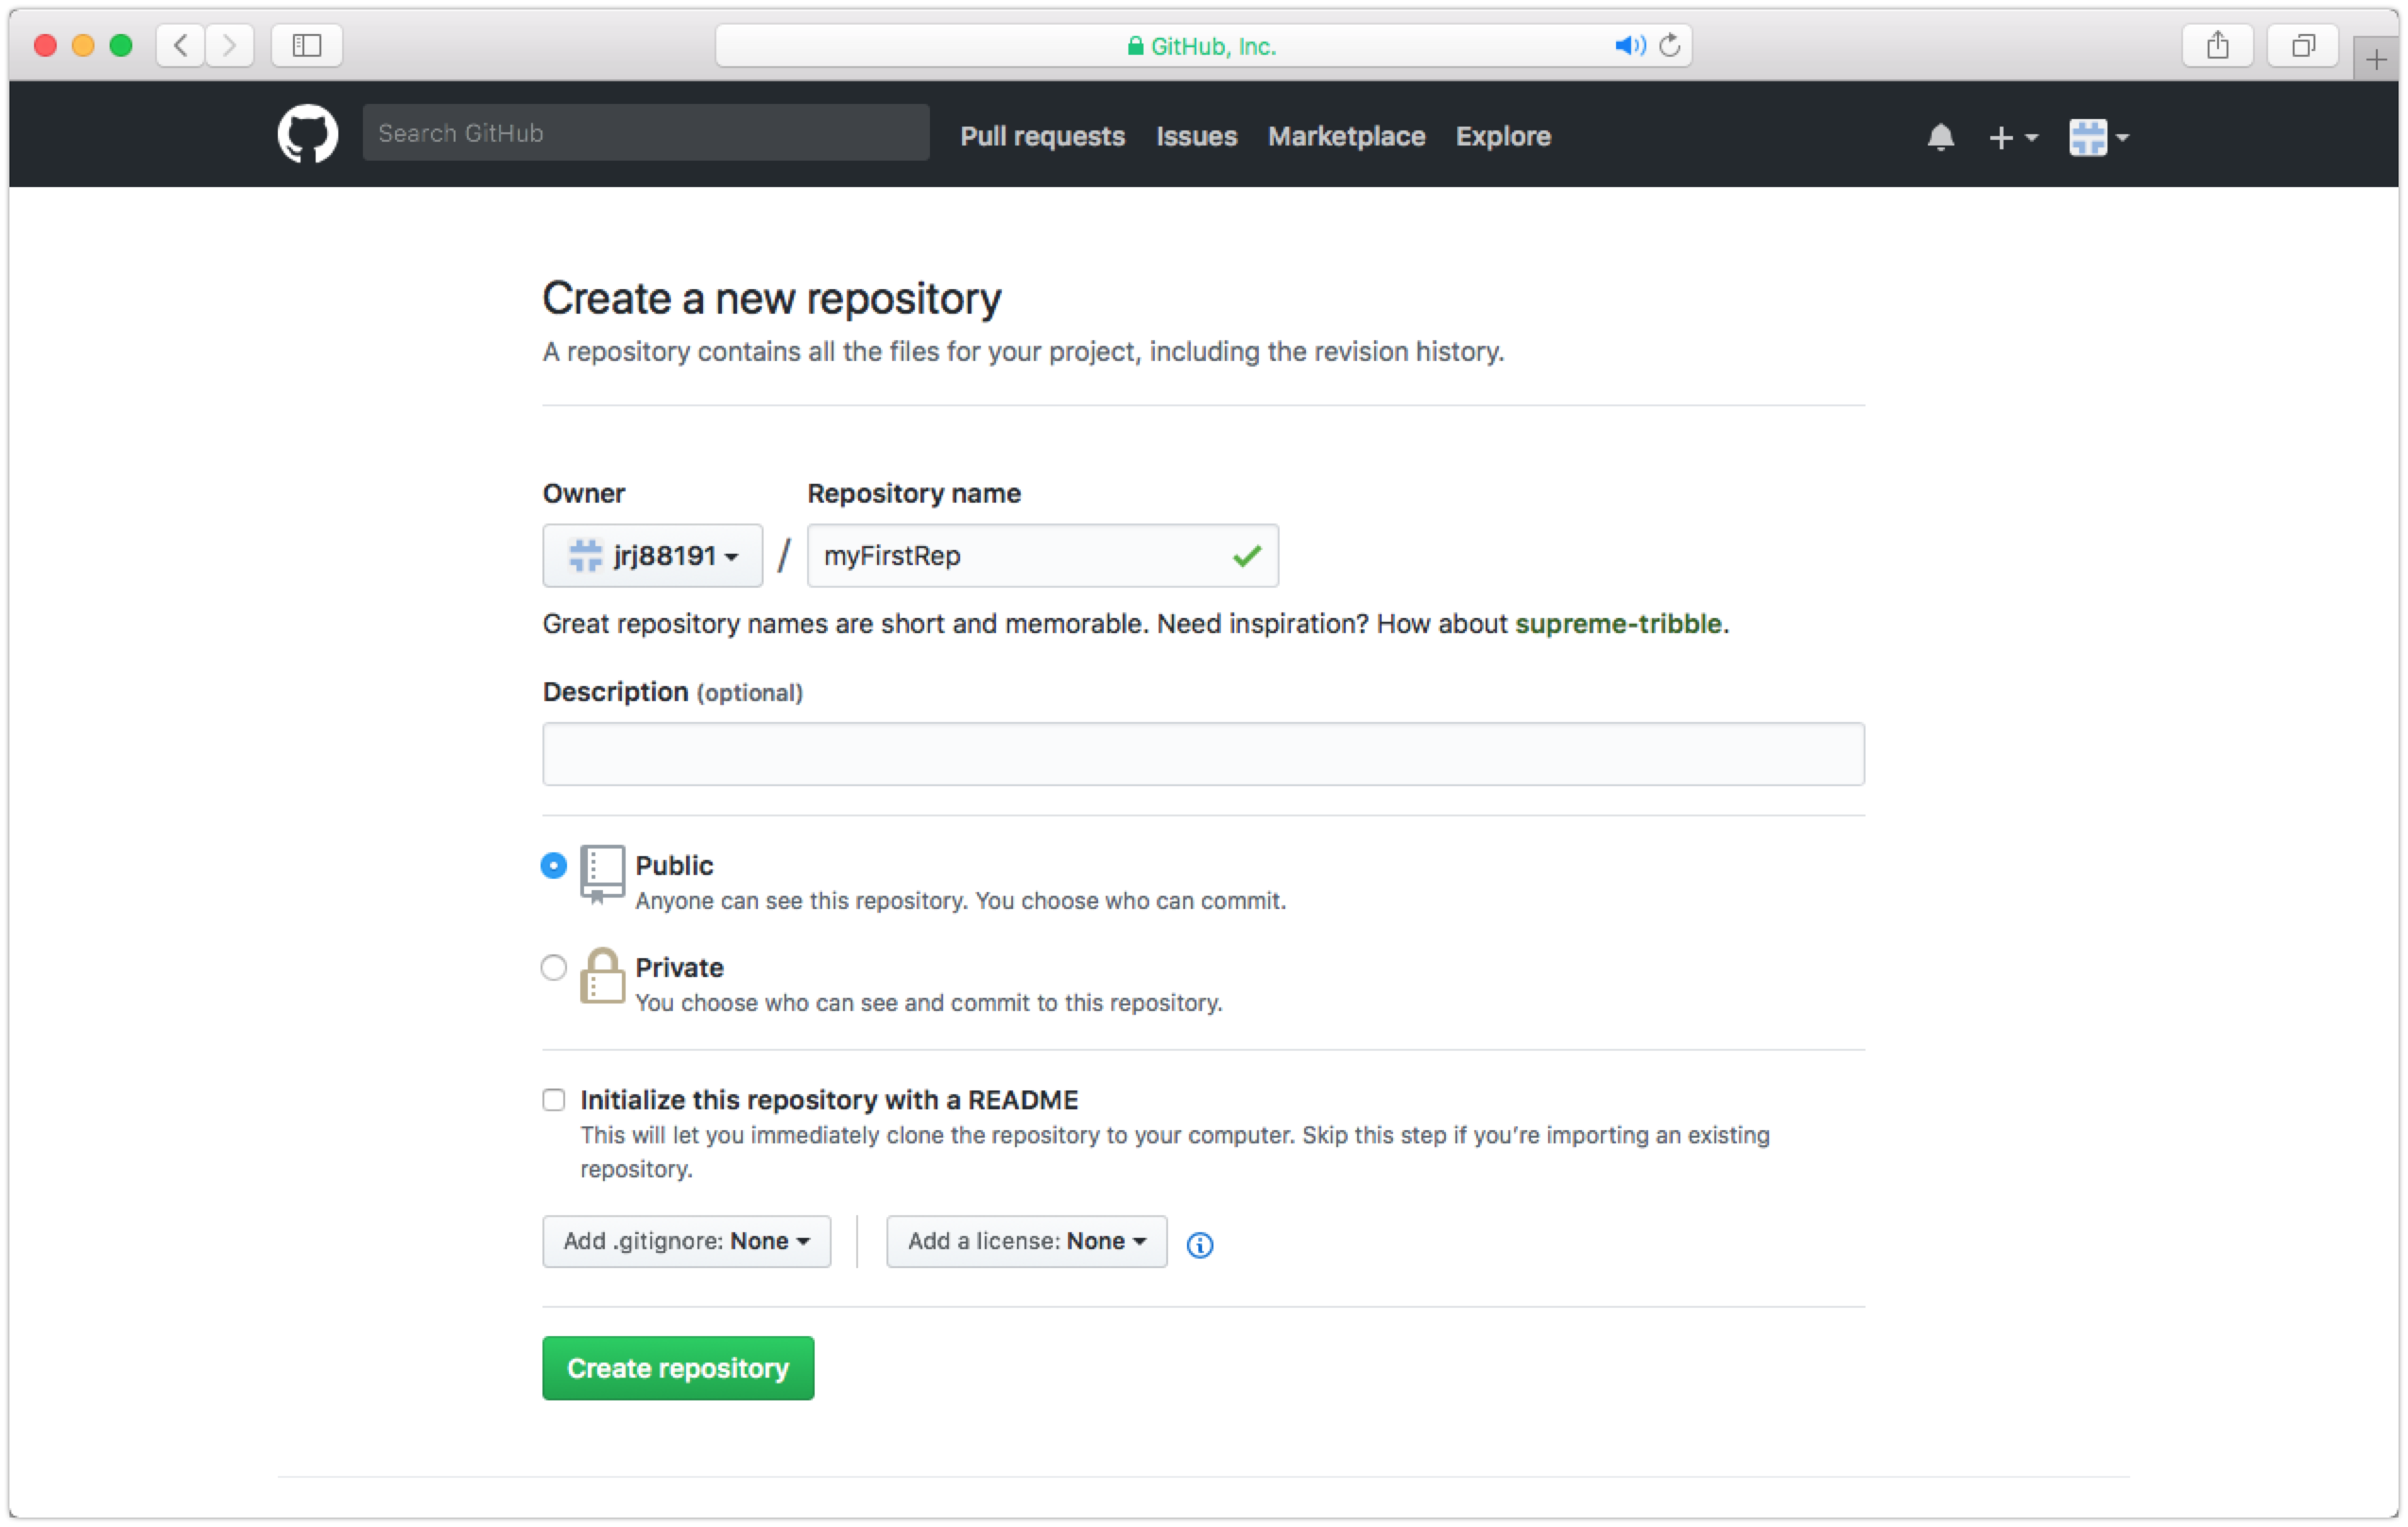 GitHub, Inc.
Search GitHub
Pull requests Issues Marketplace Explore
Create a new repository
A repository contains all the files for your project, including the revision history.
Owner Repository name
jrj88191 / myFirstRep
Great repository names are short and memorable. Need inspiration? How about supreme-tribble.
Description (optional)
Public
Anyone can see this repository. You choose who can commit.
Private
You choose who can see and commit to this repository.
Initialize this repository with a README
This will let you immediately clone the repository to your computer. Skip this step if you’re importing an existing
repository.
Add .gitignore: None Add a license: None
Create repository